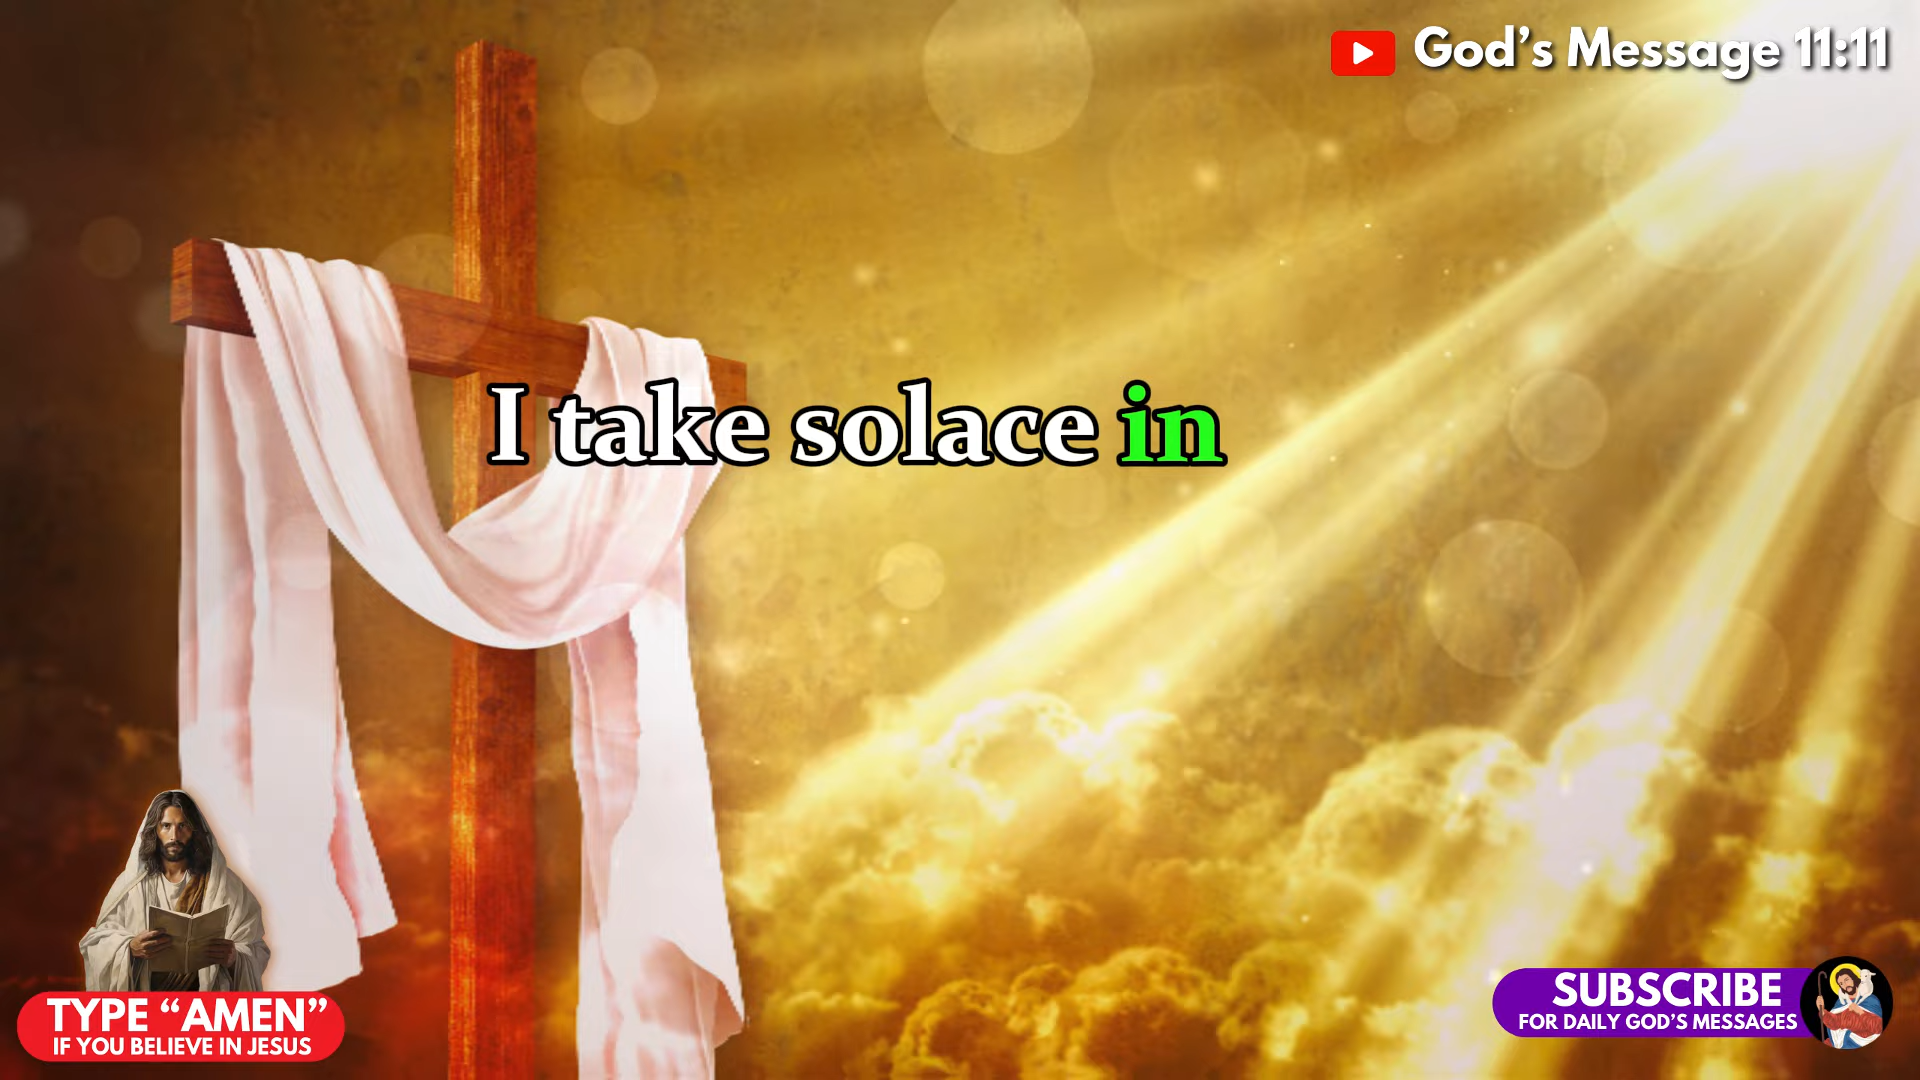 God’s Message 11:11
I take solace in
TYPE “AMEN”
IF YOU BELIEVE IN JESUS
SUBSCRIBE
FOR DAILY GOD’S MESSAGES